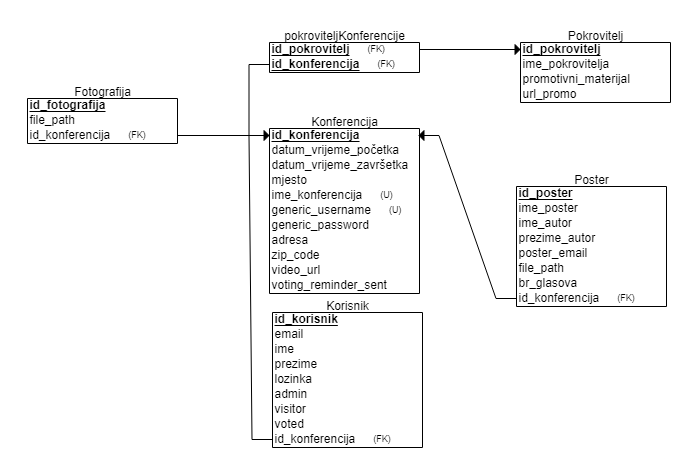 pokroviteljKonferencije
id_pokrovitelj (FK)
id_konferencija (FK)
Pokrovitelj
id_pokrovitelj
ime_pokrovitelja
promotivni_materijal
url_promo
Fotografija
id_fotografija
file_path
id_konferencija (FK)
Konferencija
id_konferencija
datum_vrijeme_početka
datum_vrijeme_završetka
mjesto
ime_konferencija (U)
generic_username (U)
generic_password
adresa
zip_code
video_url
voting_reminder_sent
Poster
id_poster
ime_poster
ime_autor
prezime_autor
poster_email
file_path
br_glasova
id_konferencija (FK)
Korisnik
id_korisnik
email
ime
prezime
lozinka
admin
visitor
voted
id_konferencija (FK)